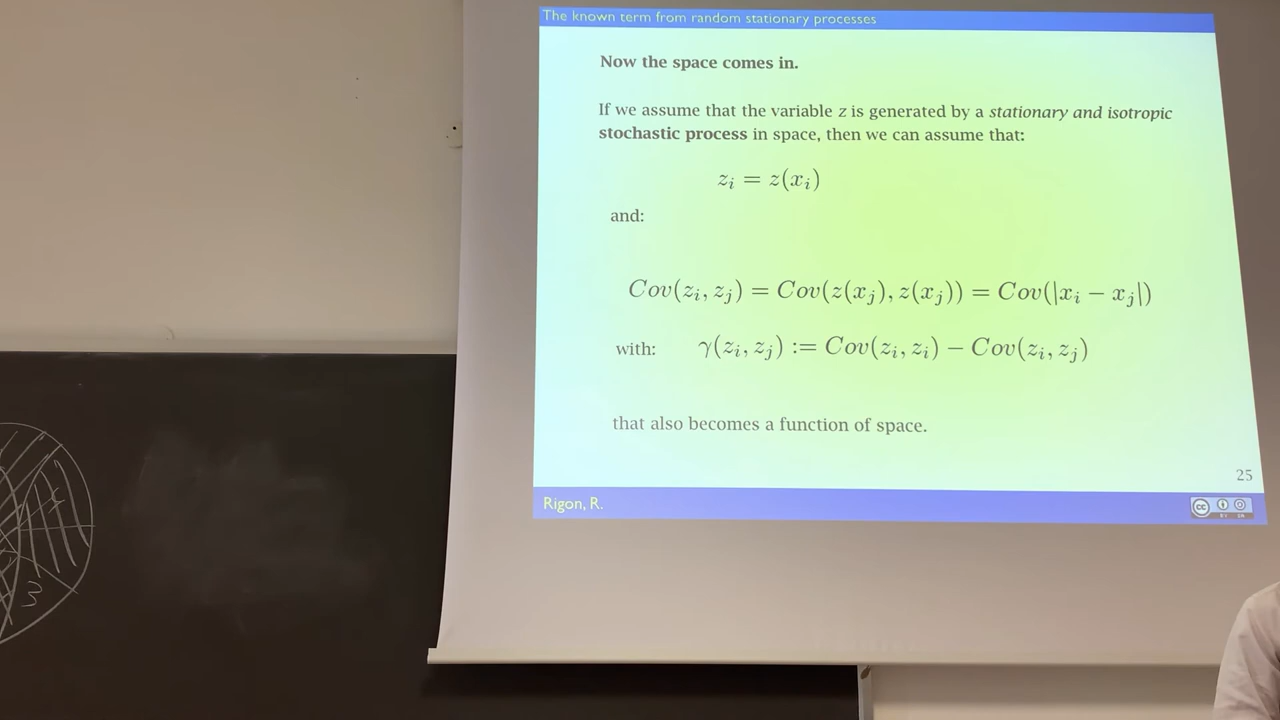 The known term from random stationary processes
Now the space comes in.
If we assume that the variable z is generated by a stationary and isotropic
stochastic process in space, then we can assume that:
z_i = z(x_i)
and:
Cov(z_i, z_j) = Cov(z(x_j), z(x_j)) = Cov(|x_i − x_j|)
with: γ(z_i, z_j) := Cov(z_i, z_i) − Cov(z_i, z_j)
that also becomes a function of space.
25
Rigon, R.
cc
3